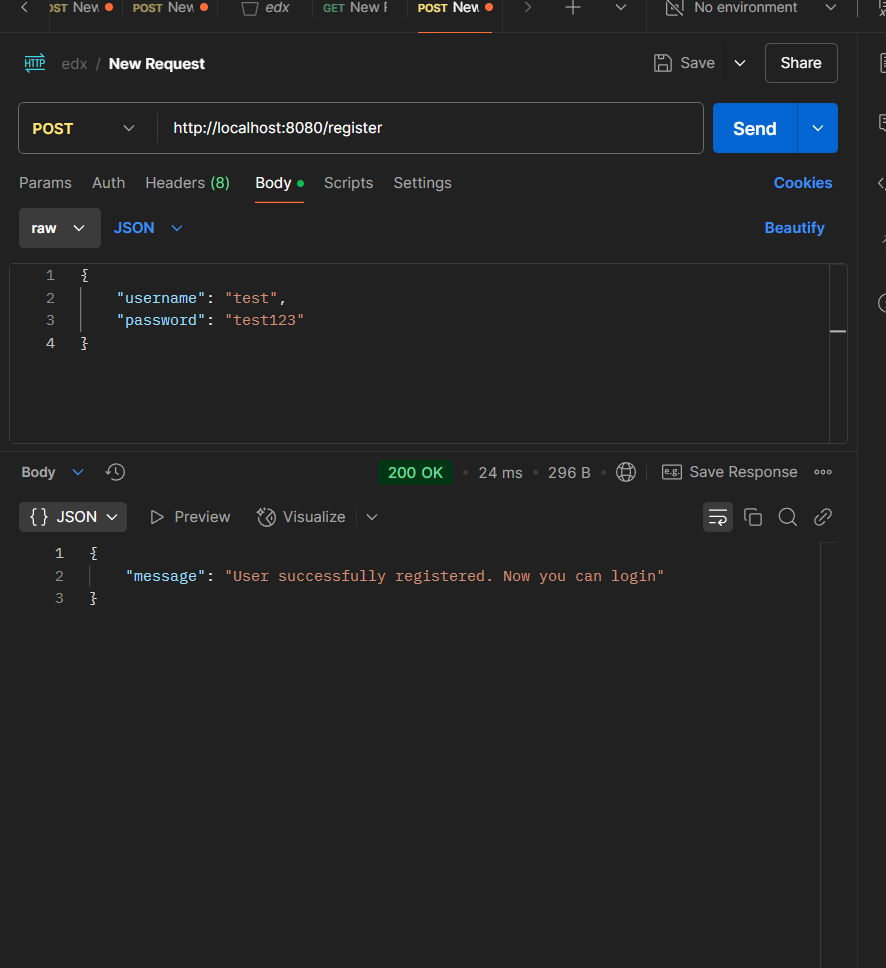 POST New
edx
GET New
POST New
No environment
HTTP edx / New Request
Save
Share
POST
http://localhost:8080/register
Send
Params
Auth
Headers (8)
Body
Scripts
Settings
Cookies
raw
JSON
Beautify
1 {
2 "username": "test",
3 "password": "test123"
4 }
Body
200 OK
24 ms
296 B
e.g.
Save Response
{} JSON
Preview
Visualize
1 {
2 "message": "User successfully registered. Now you can login"
3 }